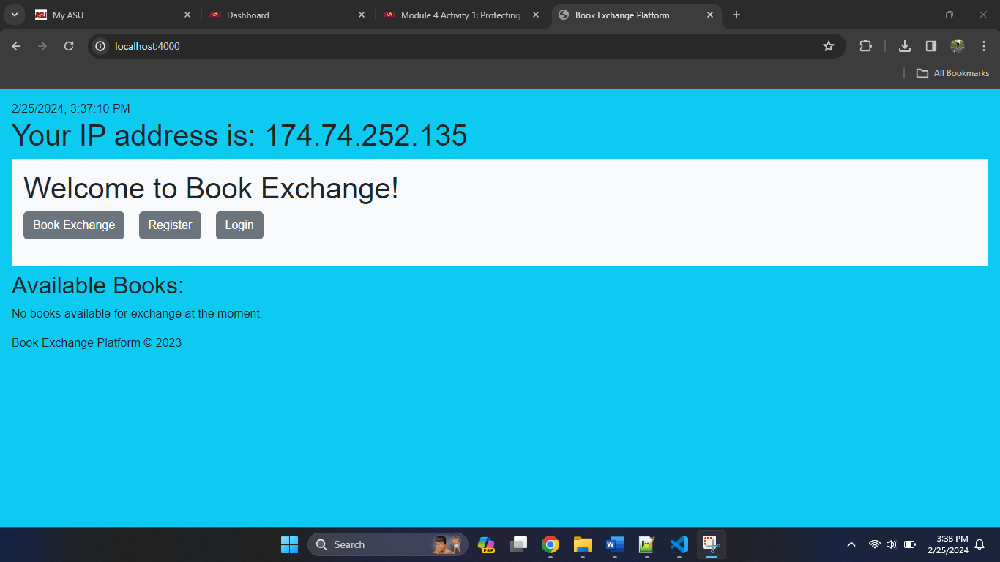 My ASU
Dashboard
Module 4 Activity 1: Protecting
Book Exchange Platform
localhost:4000
All Bookmarks
2/25/2024, 3:37:10 PM
Your IP address is: 174.74.252.135
Welcome to Book Exchange!
Book Exchange Register Login
Available Books:
No books available for exchange at the moment.
Book Exchange Platform © 2023
Search
PRE
3:38 PM
2/25/2024